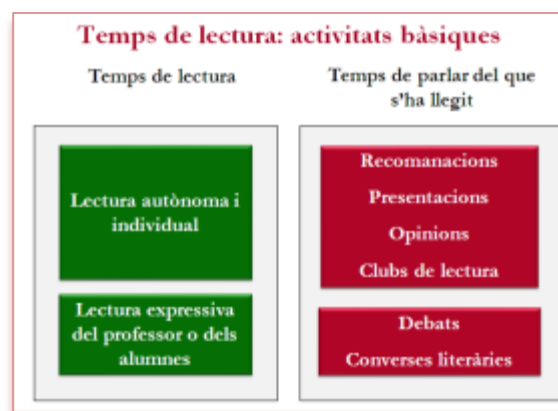 Temps de lectura: activitats bàsiques
Temps de lectura
Lectura autònoma i
individual
Lectura expressiva
del professor o dels
alumnes
Temps de parlar del que
s'ha llegit
Recomanacions
Presentacions
Opinions
Clubs de lectura
Debats
Converses literàries